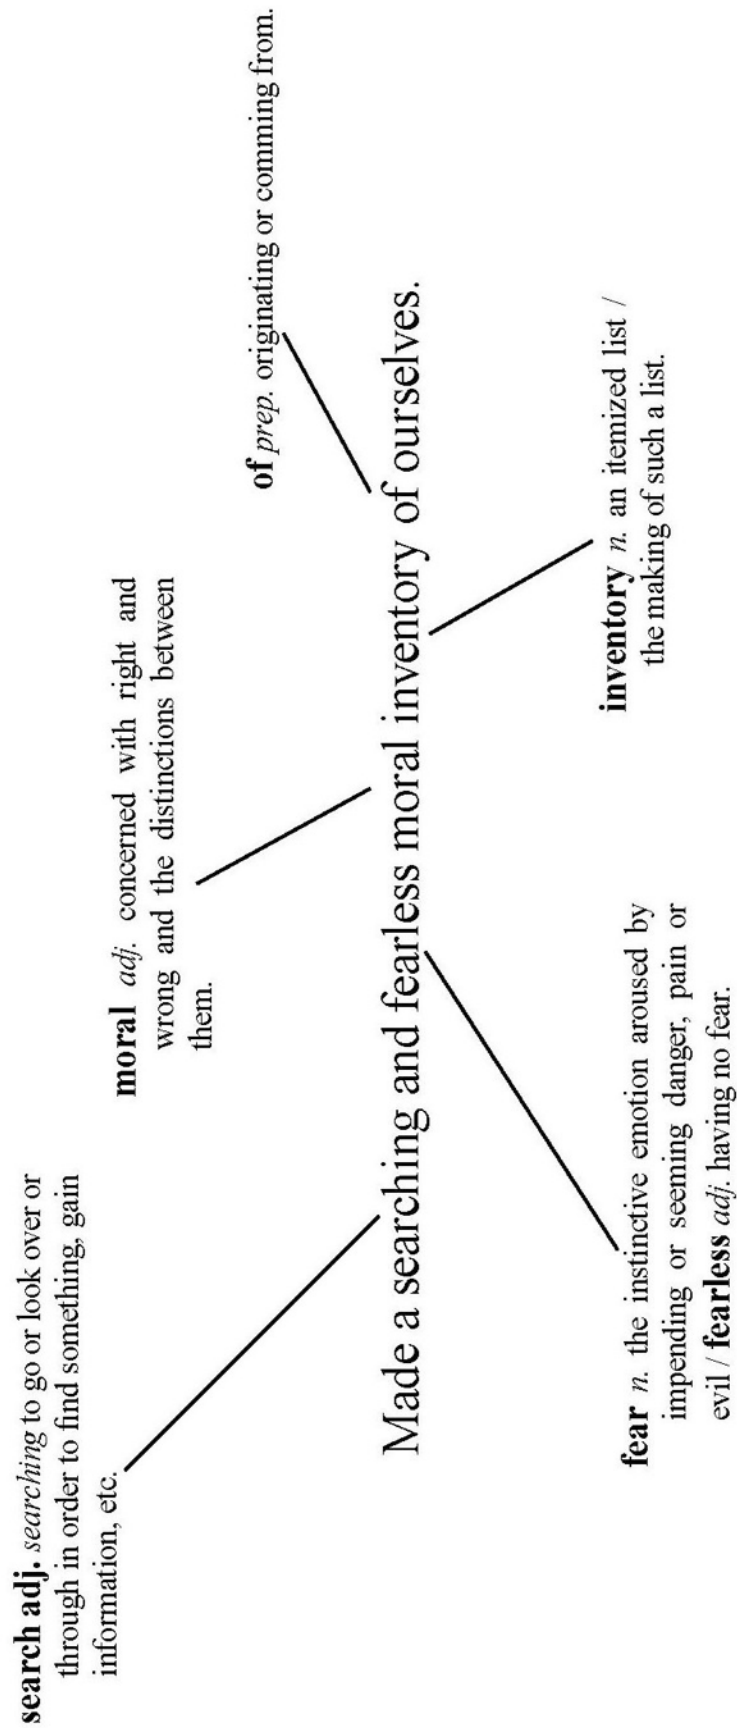 search adj. searching to go or look over or
through in order to find something, gain
information, etc.
moral adj. concerned with right and
wrong and the distinctions between
them.
of prep. originating or comming from.
Made a searching and fearless moral inventory of ourselves.
fear n. the instinctive emotion aroused by
impending or seeming danger, pain or
evil / fearless adj. having no fear.
inventory n. an itemized list /
the making of such a list.